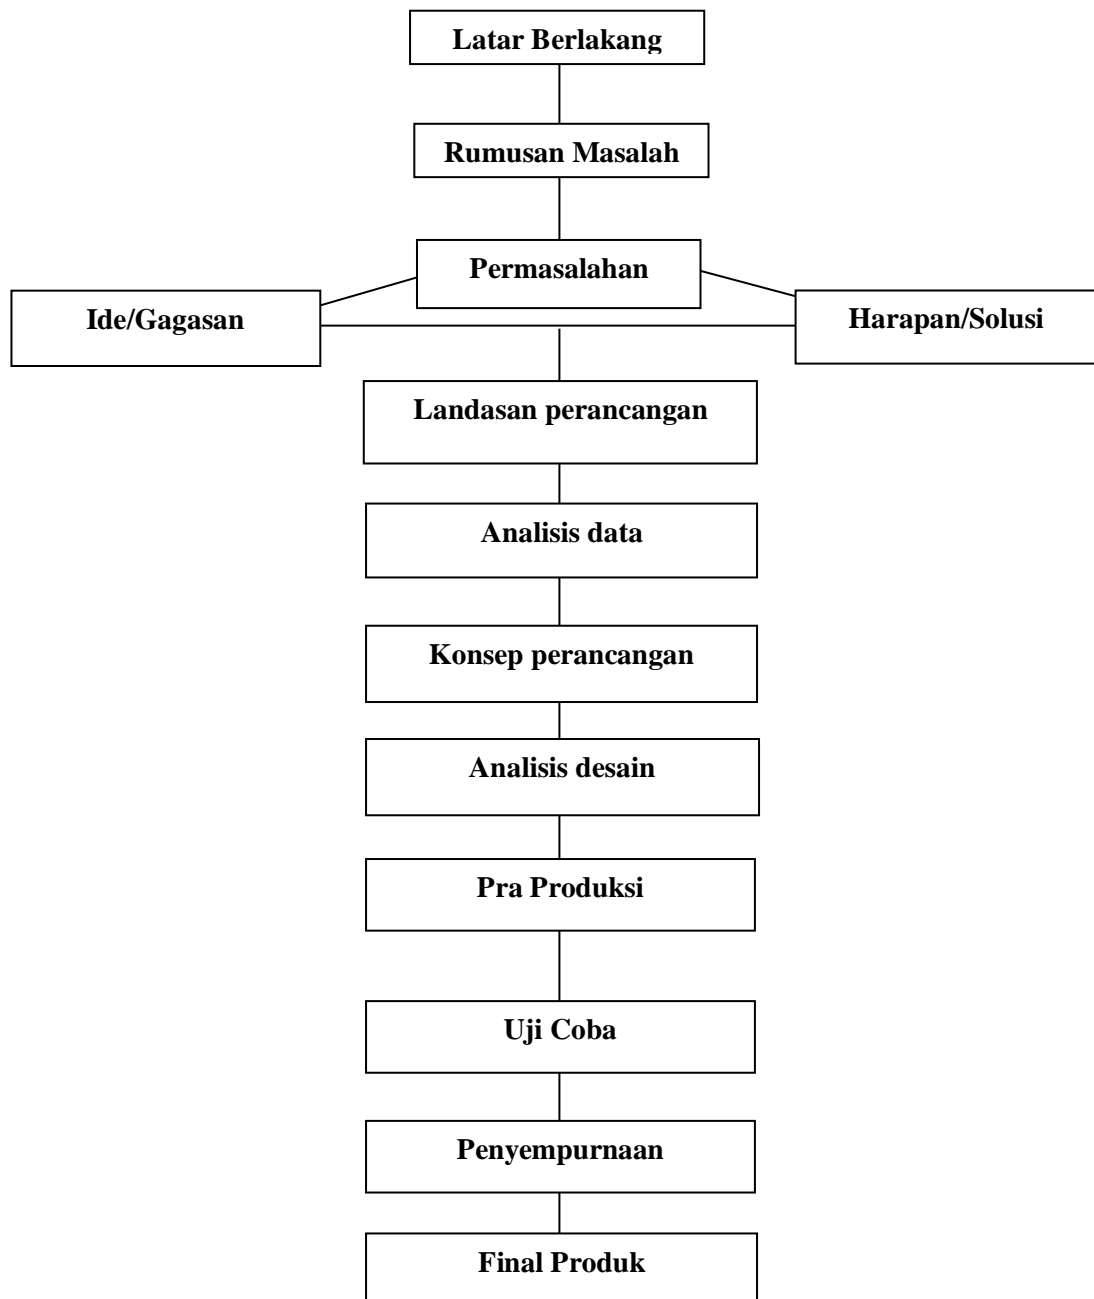 Latar Berlakang
Rumusan Masalah
Permasalahan
Ide/Gagasan
Harapan/Solusi
Landasan perancangan
Analisis data
Konsep perancangan
Analisis desain
Pra Produksi
Uji Coba
Penyempurnaan
Final Produk